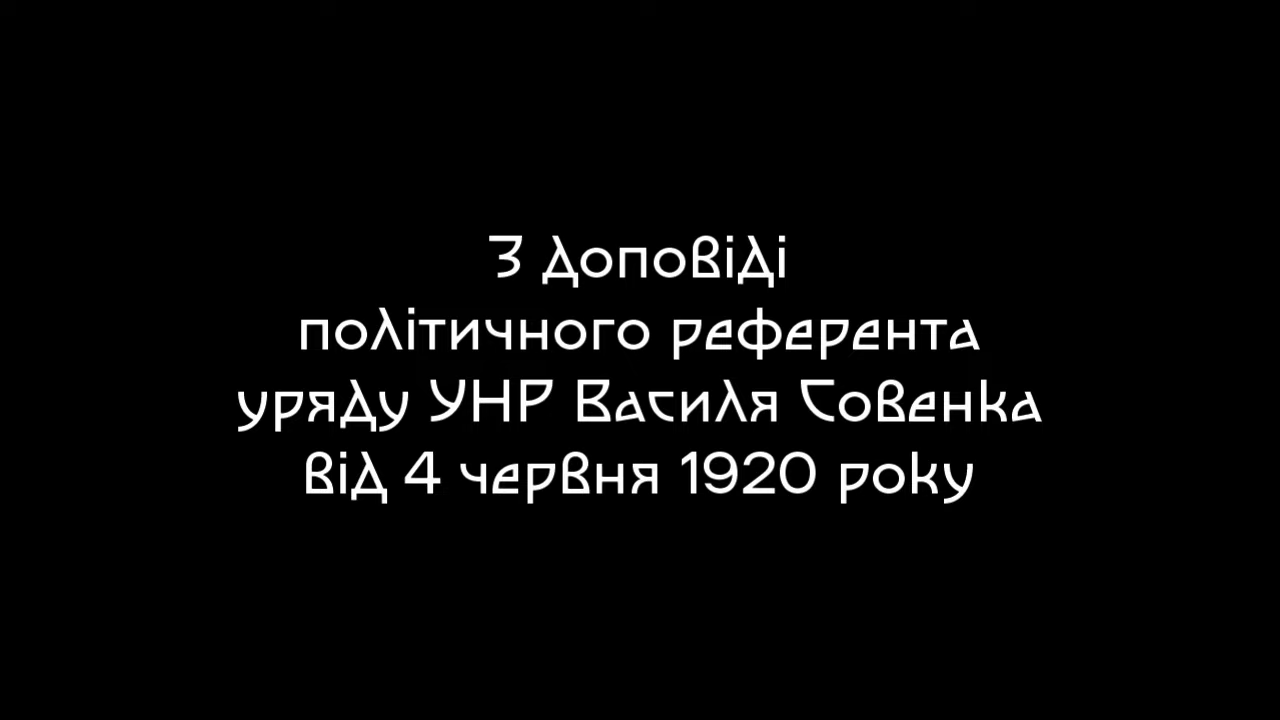 З доповіді
політичного референта
уряду УНР Василя Совенка
від 4 червня 1920 року